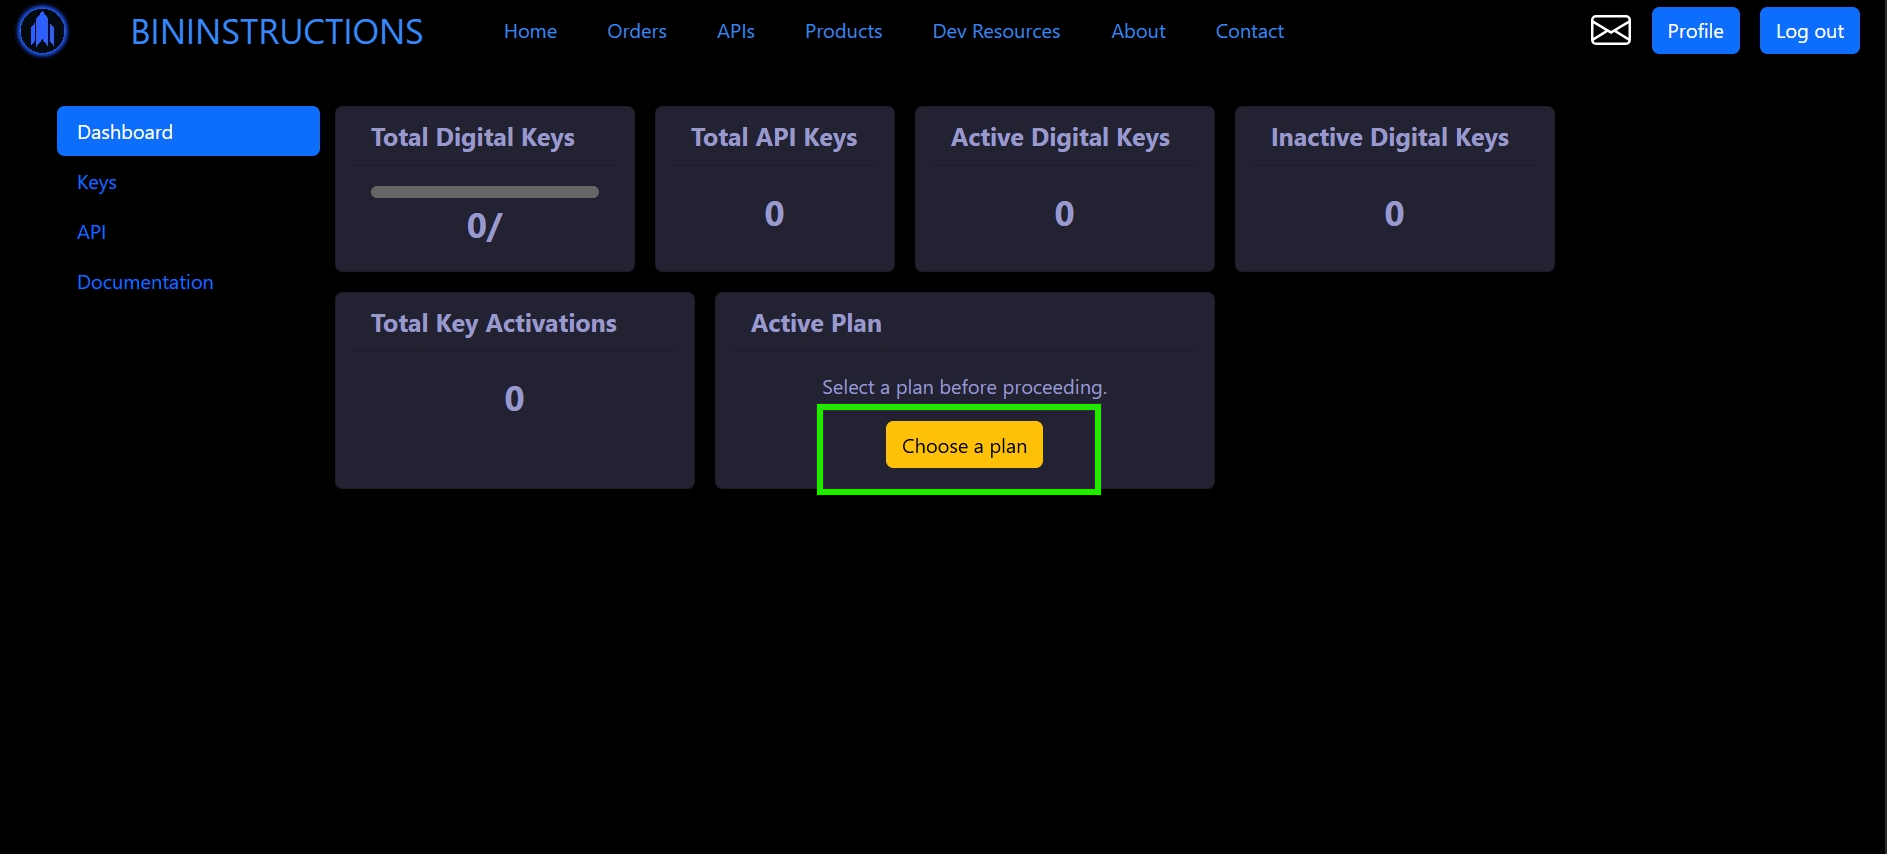 BININSTRUCTIONS
Home
Orders
APIs
Products
Dev Resources
About
Contact
Profile
Log out
Dashboard
Keys
API
Documentation
Total Digital Keys
0/
Total API Keys
0
Active Digital Keys
0
Inactive Digital Keys
0
Total Key Activations
0
Active Plan
Select a plan before proceeding.
Choose a plan